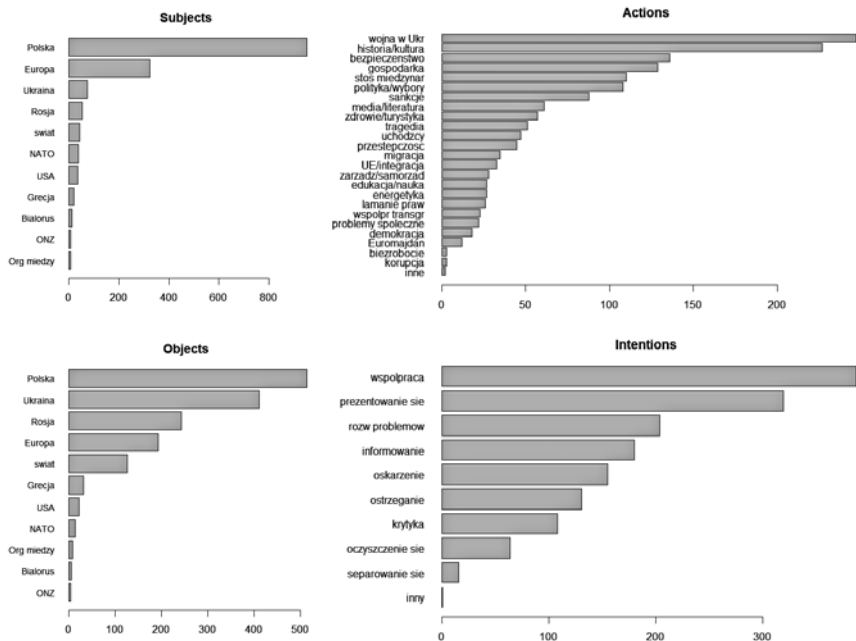 Subjects
Polska
Europa
Ukraina
Rosja
swiat
NATO
USA
Grecja
Bialorus
ONZ
Org miedzy
0 200 400 600 800
Actions
wojna w Ukr
historia/kultura
bezpieczenstwo
gospodarka
stos miedzynar
polityka/wybory
sankcje
media/literatura
zdrowie/turystyka
tragedia
uchodzcy
przestepczosc
migracja
UE/integracja
zarzadz/samorzad
edukacja/nauka
energetyka
lamanie praw
wspolpr transgr
problemy spoleczne
demokracja
Euromajdan
biezrobocie
korupcja
inne
0 50 100 150 200
Objects
Polska
Ukraina
Rosja
Europa
swiat
Grecja
USA
NATO
Org miedzy
Bialorus
ONZ
0 100 200 300 400 500
Intentions
wspolpraca
prezentowanie sie
rozw problemow
informowanie
oskarzenie
ostrzeganie
krytyka
oczyszczenie sie
separowanie sie
inny
0 100 200 300